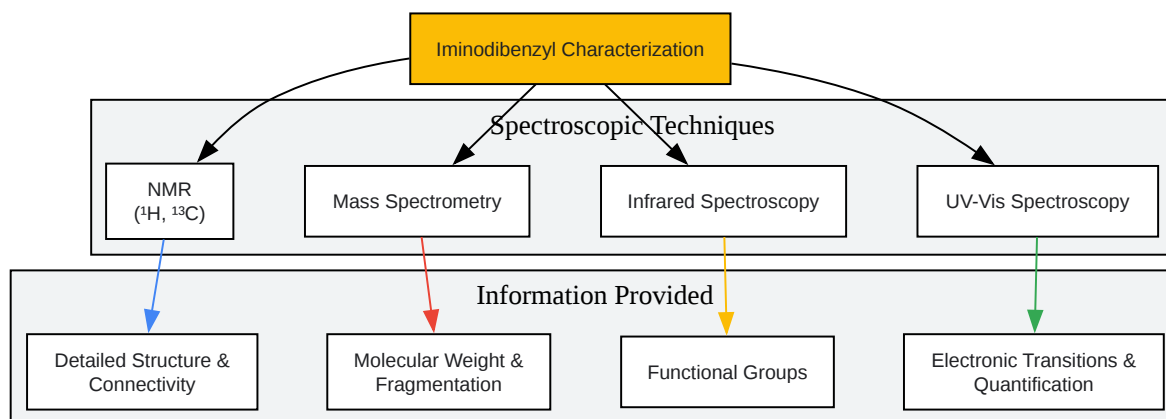 Iminodibenzyl Characterization
Spectroscopic Techniques
NMR
(¹H, ¹³C)
Mass Spectrometry
Infrared Spectroscopy
UV-Vis Spectroscopy
Information Provided
Detailed Structure &
Connectivity
Molecular Weight &
Fragmentation
Functional Groups
Electronic Transitions &
Quantification